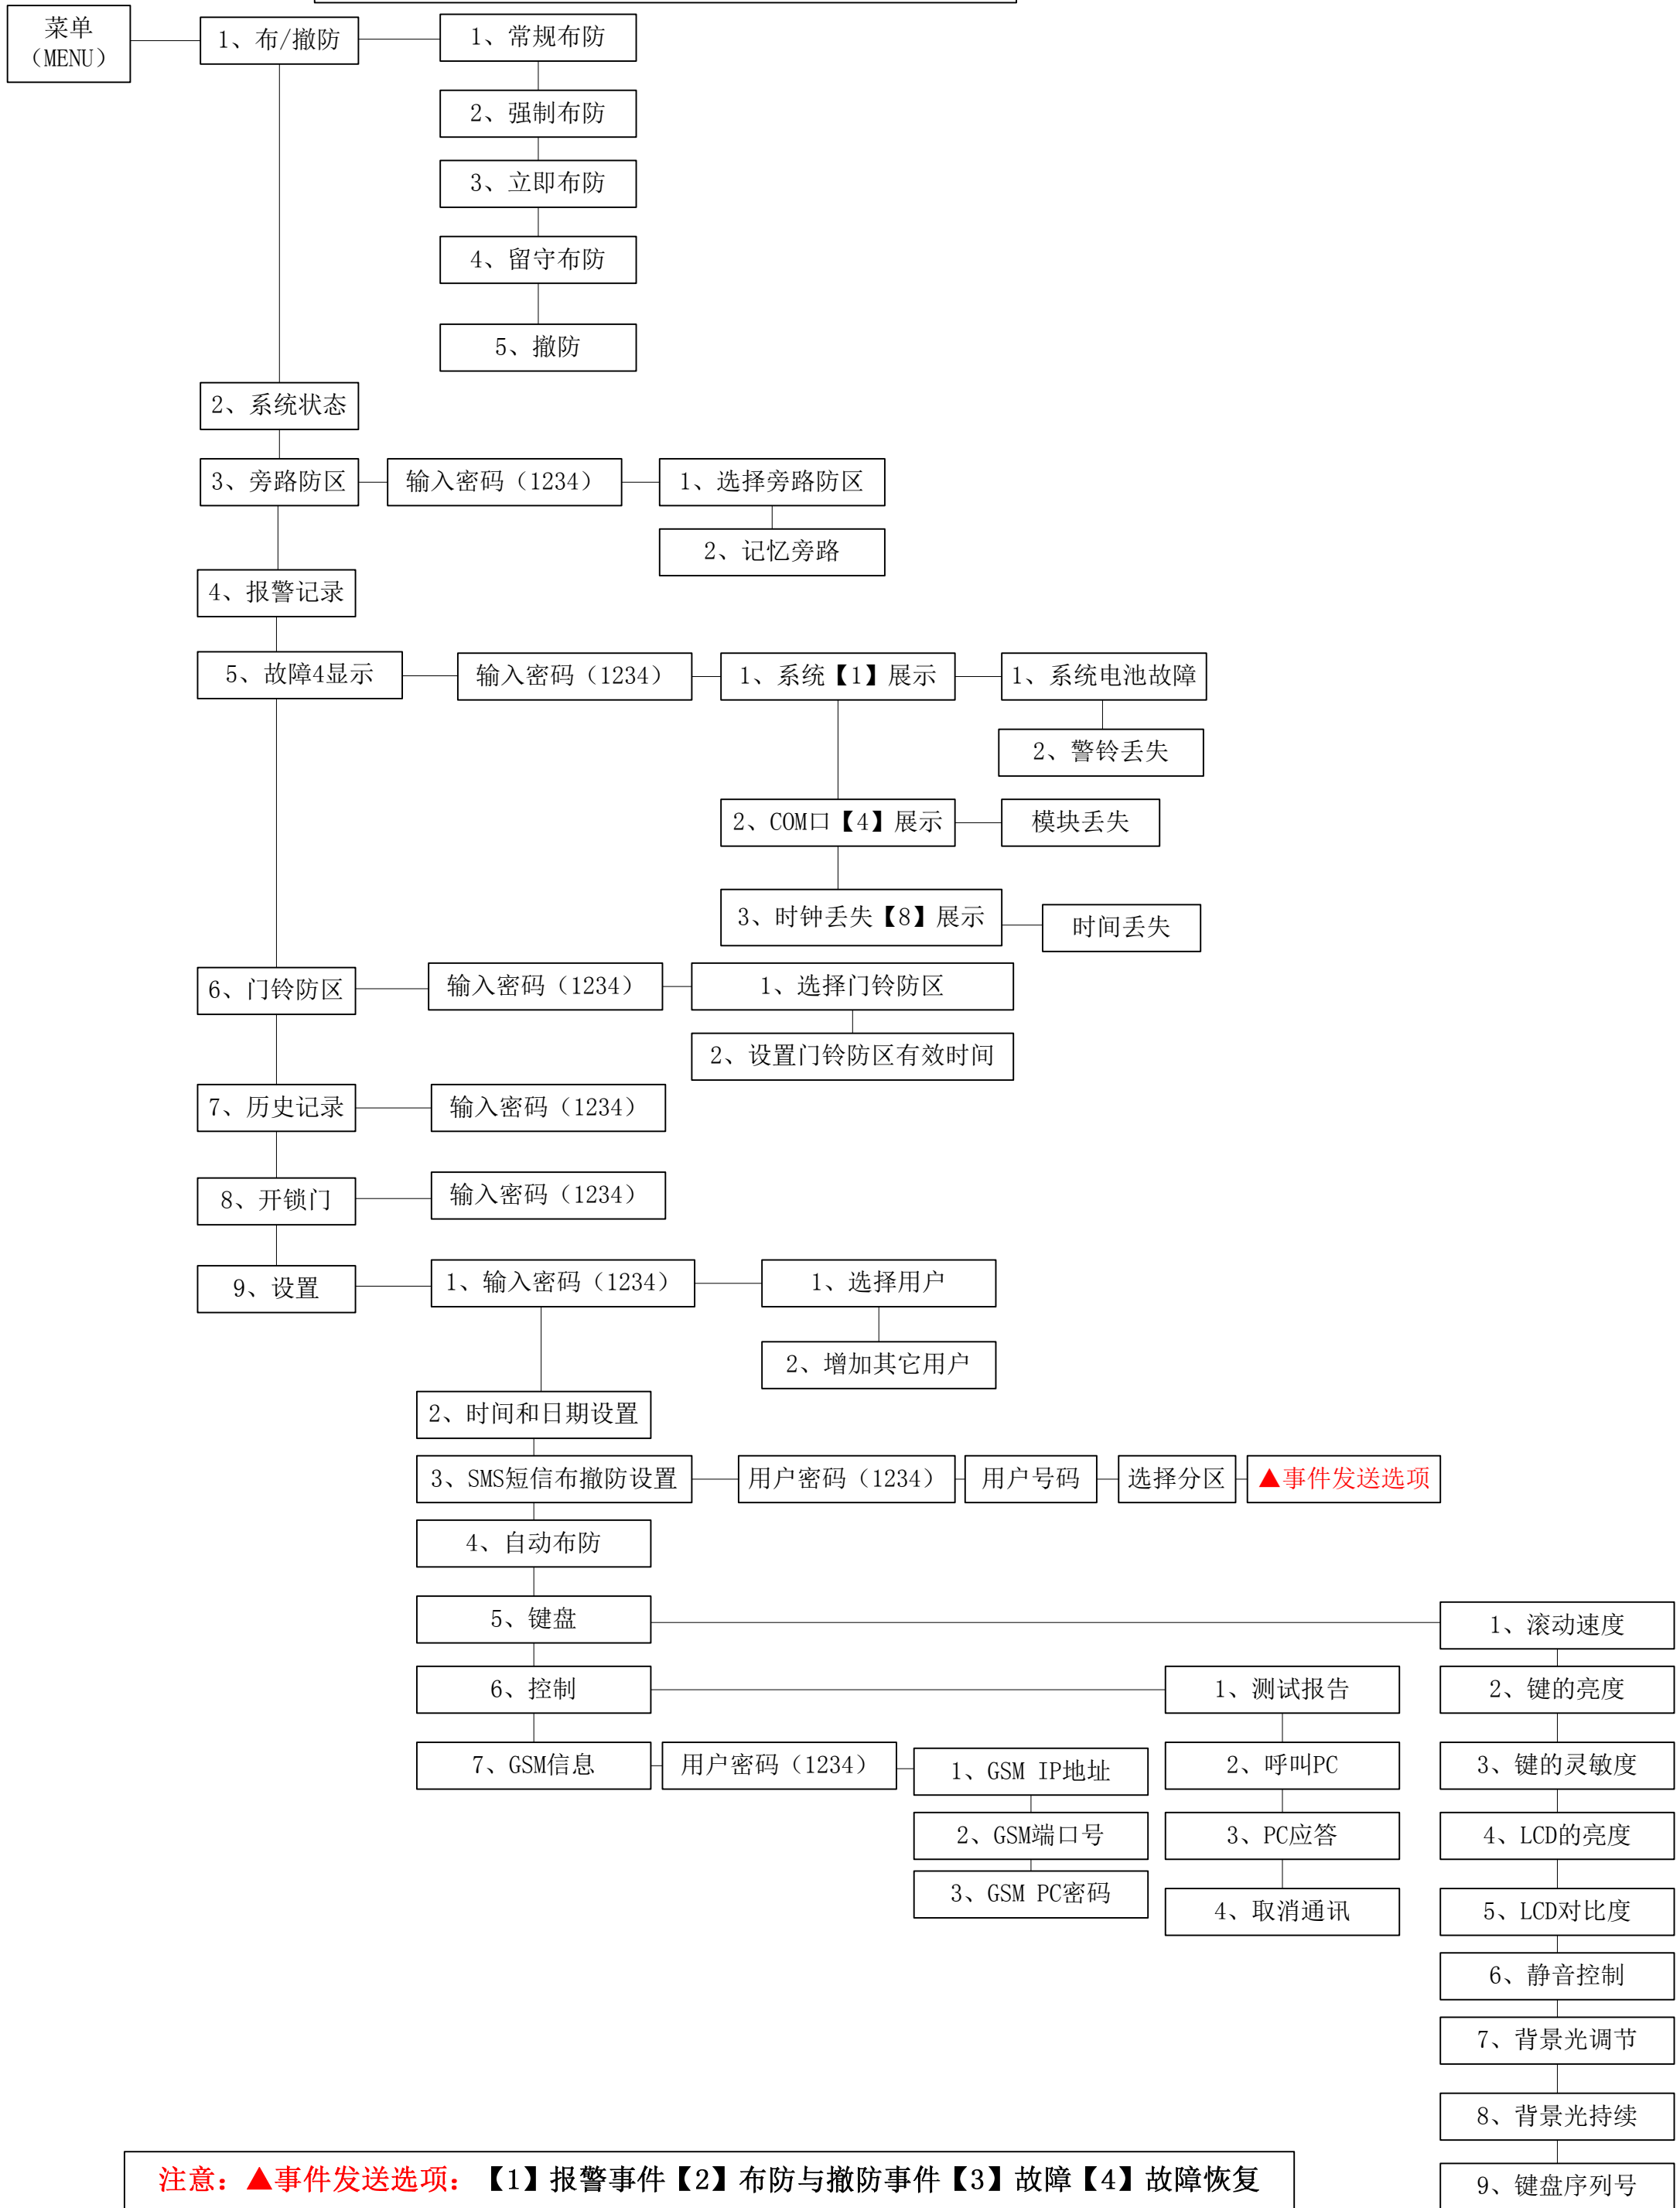 菜单
（MENU）
1、布/撤防
1、常规布防
2、强制布防
3、立即布防
4、留守布防
5、撤防
2、系统状态
3、旁路防区
输入密码（1234）
1、选择旁路防区
2、记忆旁路
4、报警记录
5、故障4显示
输入密码（1234）
1、系统【1】展示
1、系统电池故障
2、警铃丢失
2、COM口【4】展示
模块丢失
3、时钟丢失【8】展示
时间丢失
6、门铃防区
输入密码（1234）
1、选择门铃防区
2、设置门铃防区有效时间
7、历史记录
输入密码（1234）
8、开锁门
输入密码（1234）
9、设置
1、输入密码（1234）
1、选择用户
2、增加其它用户
2、时间和日期设置
3、SMS短信布撤防设置
用户密码（1234）
用户号码
选择分区
▲事件发送选项
4、自动布防
5、键盘
1、滚动速度
2、键的亮度
3、键的灵敏度
4、LCD的亮度
5、LCD对比度
6、静音控制
7、背景光调节
8、背景光持续
9、键盘序列号
6、控制
1、测试报告
2、呼叫PC
3、PC应答
4、取消通讯
7、GSM信息
用户密码（1234）
1、GSM IP地址
2、GSM端口号
3、GSM PC密码
注意：▲事件发送选项：【1】报警事件【2】布防与撤防事件【3】故障【4】故障恢复